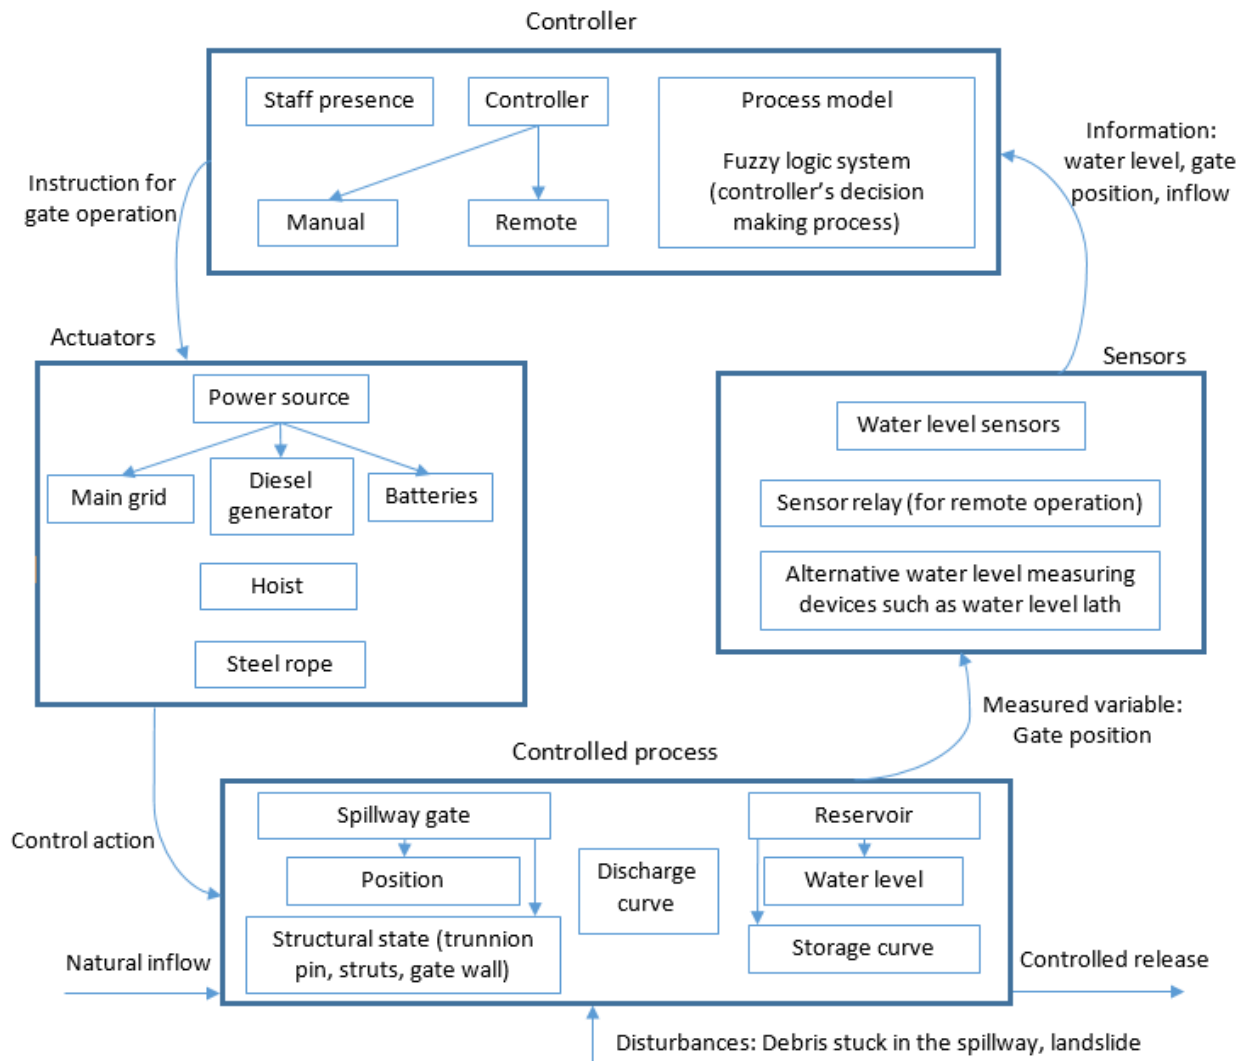 Controller
Staff presence
Controller
Manual
Remote
Process model
Fuzzy logic system
(controller's decision
making process)
Instruction for
gate operation
Information:
water level, gate
position, inflow
Actuators
Power source
Main grid
Diesel
generator
Batteries
Hoist
Steel rope
Sensors
Water level sensors
Sensor relay (for remote operation)
Alternative water level measuring
devices such as water level lath
Measured variable:
Gate position
Control action
Controlled process
Spillway gate
Position
Structural state (trunnion
pin, struts, gate wall)
Discharge
curve
Reservoir
Water level
Storage curve
Natural inflow
Controlled release
Disturbances: Debris stuck in the spillway, landslide